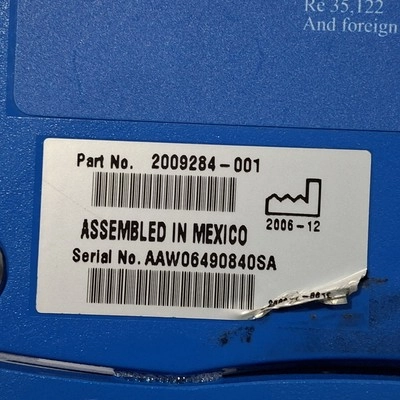 Re 35,122
And foreign
Part No. 2009284-001
2006-12
ASSEMBLED IN MEXICO
Serial No. AAW06490840SA